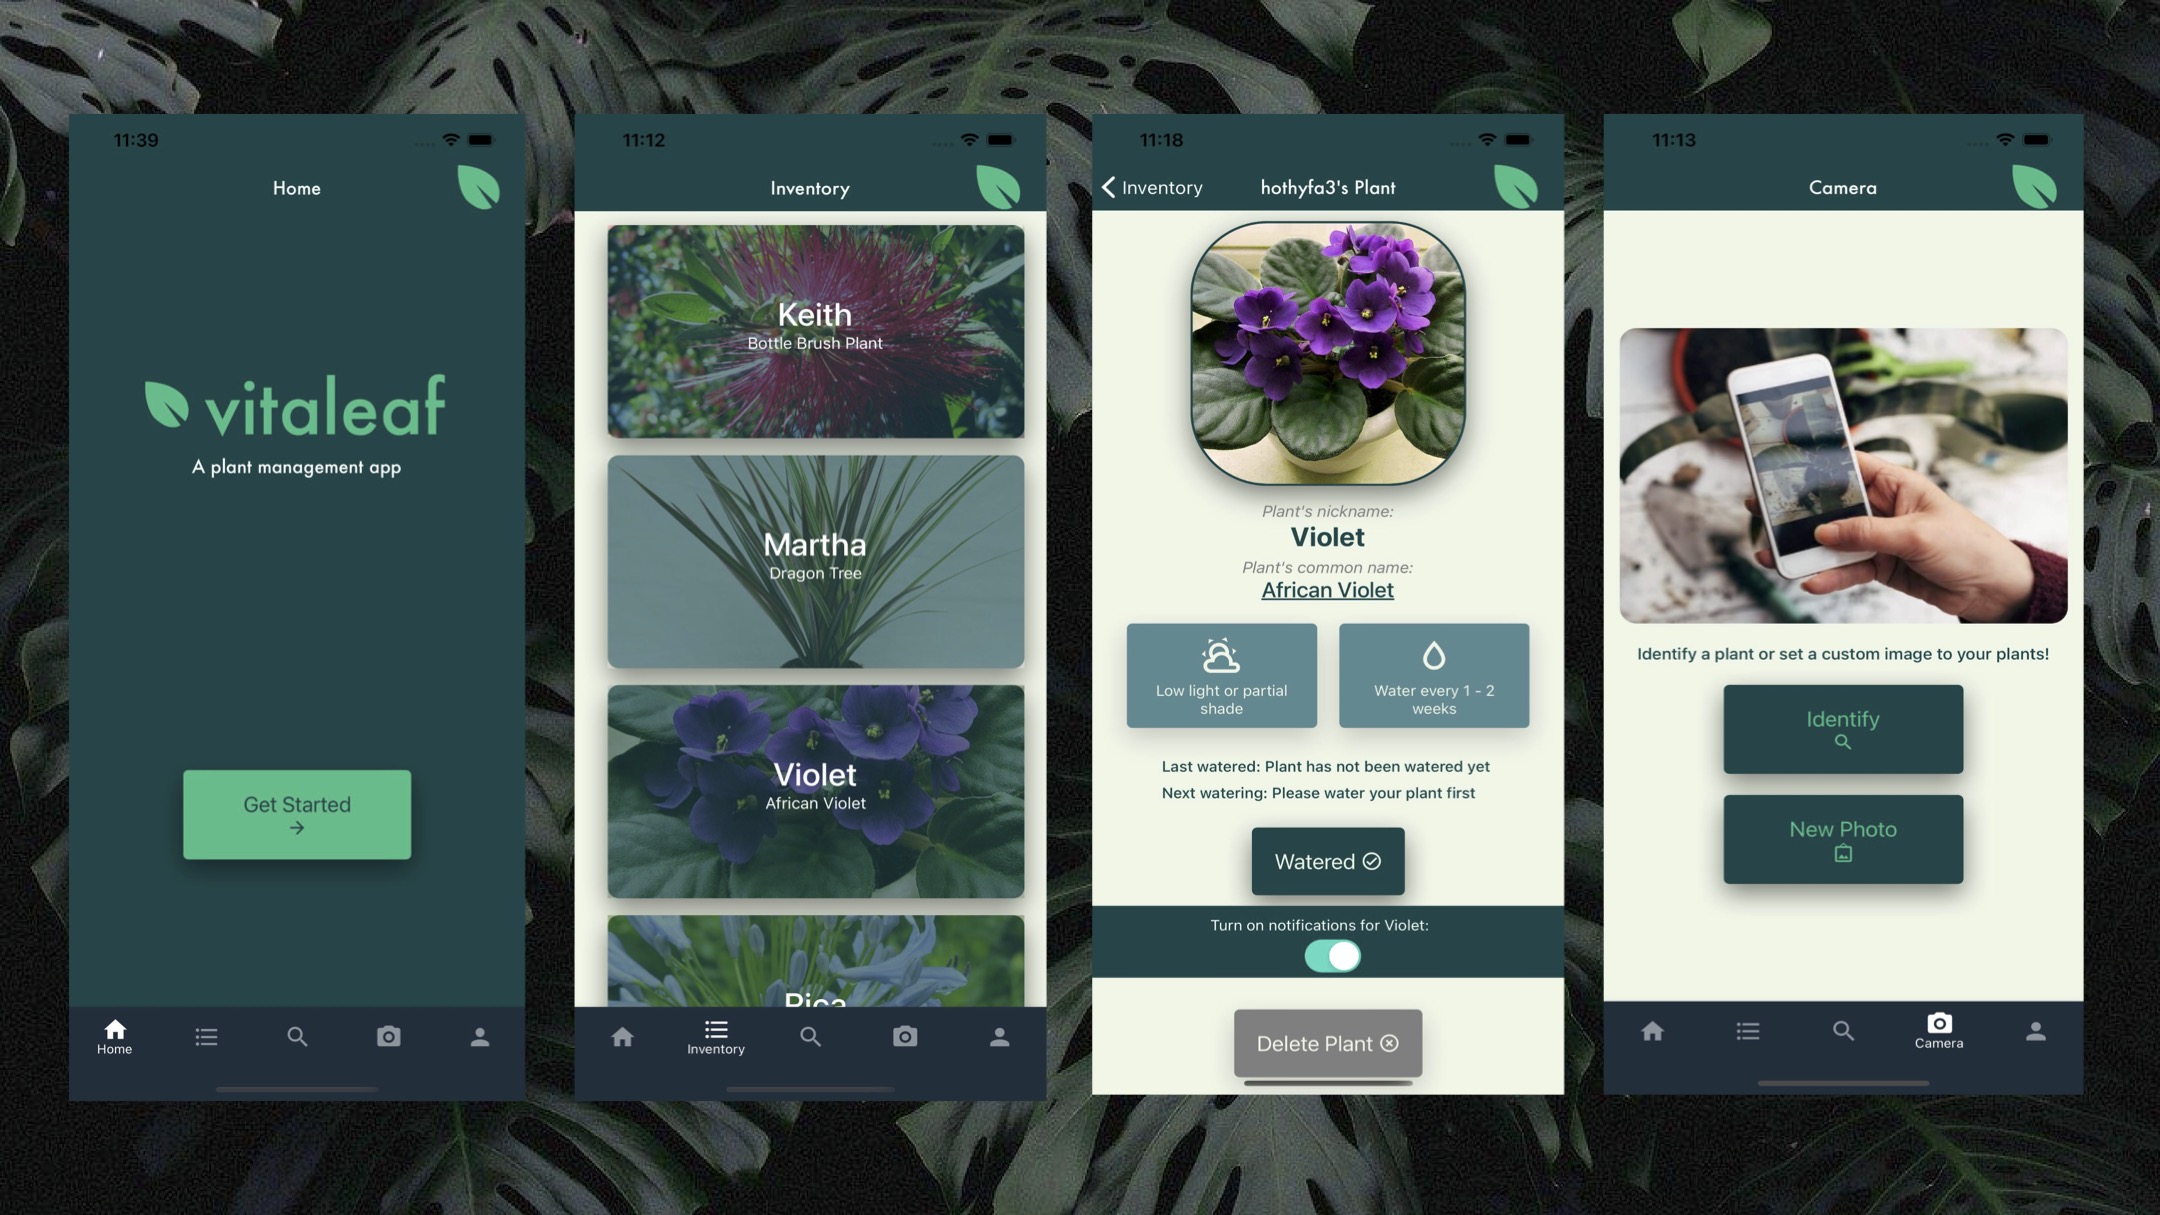 11:39
Home
vitaleaf
A plant management app
Get Started
Home
11:12
Inventory
Keith
Bottle Brush Plant
Martha
Dragon Tree
Violet
African Violet
Rica
Inventory
11:18
Inventory
hothyfa3's Plant
Plant's nickname:
Violet
Plant's common name:
African Violet
Low light or partial
shade
Water every 1 - 2
weeks
Last watered: Plant has not been watered yet
Next watering: Please water your plant first
Watered
Turn on notifications for Violet:
Delete Plant
11:13
Camera
Identify a plant or set a custom image to your plants!
Identify
New Photo
Camera